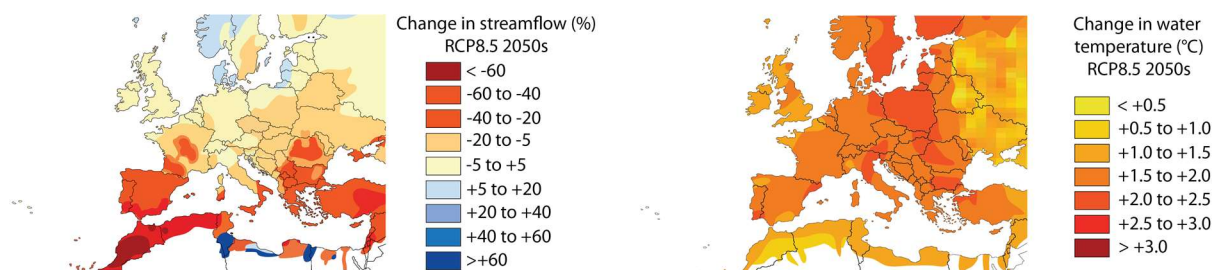 Change in streamflow (%)
RCP8.5 2050s
< -60
-60 to -40
-40 to -20
-20 to -5
-5 to +5
+5 to +20
+20 to +40
+40 to +60
>+60
Change in water
temperature (°C)
RCP8.5 2050s
< +0.5
+0.5 to +1.0
+1.0 to +1.5
+1.5 to +2.0
+2.0 to +2.5
+2.5 to +3.0
> +3.0